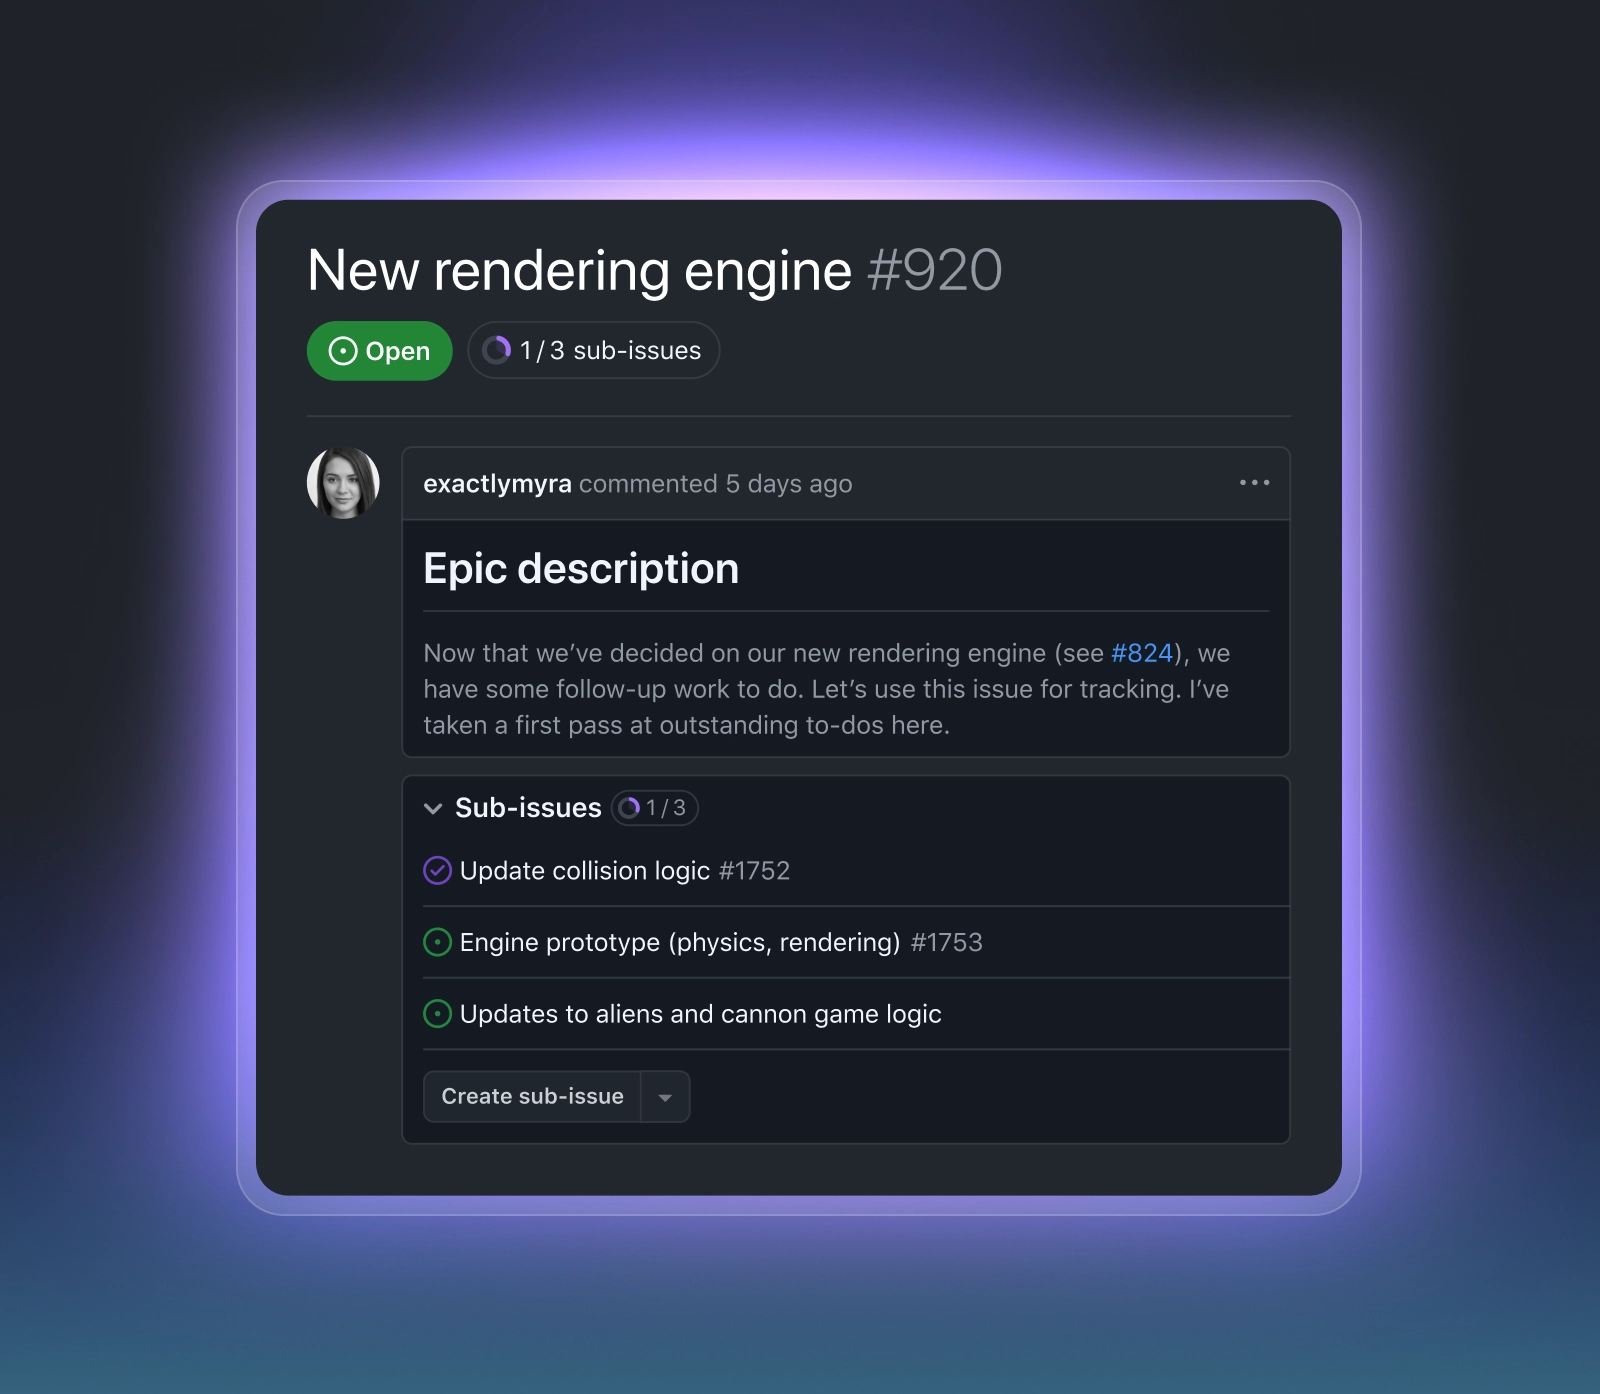 New rendering engine #920
Open
1 / 3 sub-issues
exactlymyra commented 5 days ago
Epic description
Now that we’ve decided on our new rendering engine (see #824), we
have some follow-up work to do. Let’s use this issue for tracking. I’ve
taken a first pass at outstanding to-dos here.
Sub-issues 1 / 3
Update collision logic #1752
Engine prototype (physics, rendering) #1753
Updates to aliens and cannon game logic
Create sub-issue